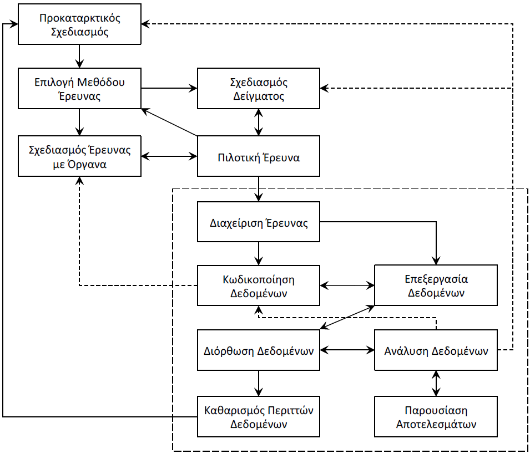 Προκαταρκτικός
Σχεδιασμός
Επιλογή Μεθόδου
Έρευνας
Σχεδιασμός
Δείγματος
Σχεδιασμός Έρευνας
με Όργανα
Πιλοτική Έρευνα
Διαχείριση Έρευνας
Κωδικοποίηση
Δεδομένων
Επεξεργασία
Δεδομένων
Διόρθωση Δεδομένων
Ανάλυση Δεδομένων
Καθαρισμός Περιττών
Δεδομένων
Παρουσίαση
Αποτελεσμάτων